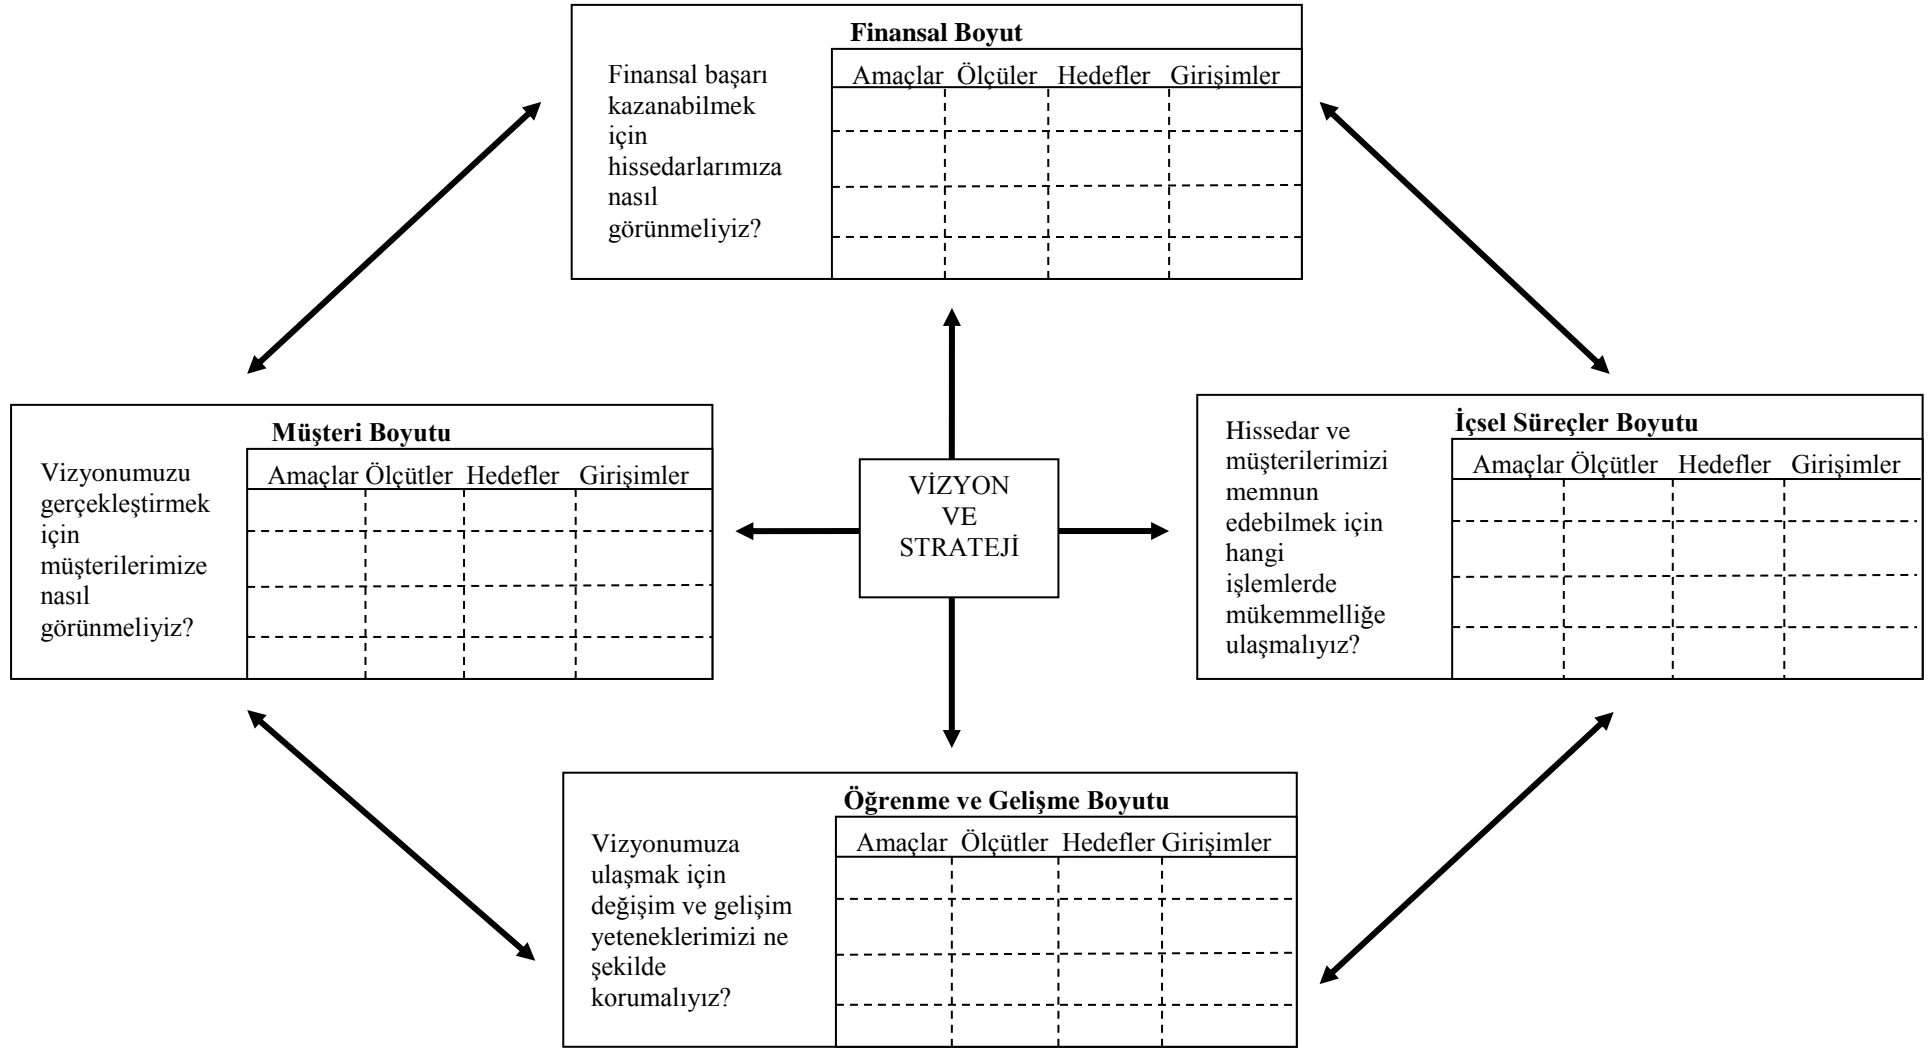 Finansal Boyut
Finansal başarı
kazanabilmek
için
hissedarlarımıza
nasıl
görünmeliyiz?
Amaçlar Ölçüler Hedefler Girişimler
Müşteri Boyutu
Vizyonumuzu
gerçekleştirmek
için
müşterilerimize
nasıl
görünmeliyiz?
Amaçlar Ölçütler Hedefler Girişimler
VİZYON
VE
STRATEJİ
İçsel Süreçler Boyutu
Hissedar ve
müşterilerimizi
memnun
edebilmek için
hangi
işlemlerde
mükemmelliğe
ulaşmalıyız?
Amaçlar Ölçütler Hedefler Girişimler
Öğrenme ve Gelişme Boyutu
Vizyonumuza
ulaşmak için
değişim ve gelişim
yeteneklerimizi ne
şekilde
korumalıyız?
Amaçlar Ölçütler Hedefler Girişimler